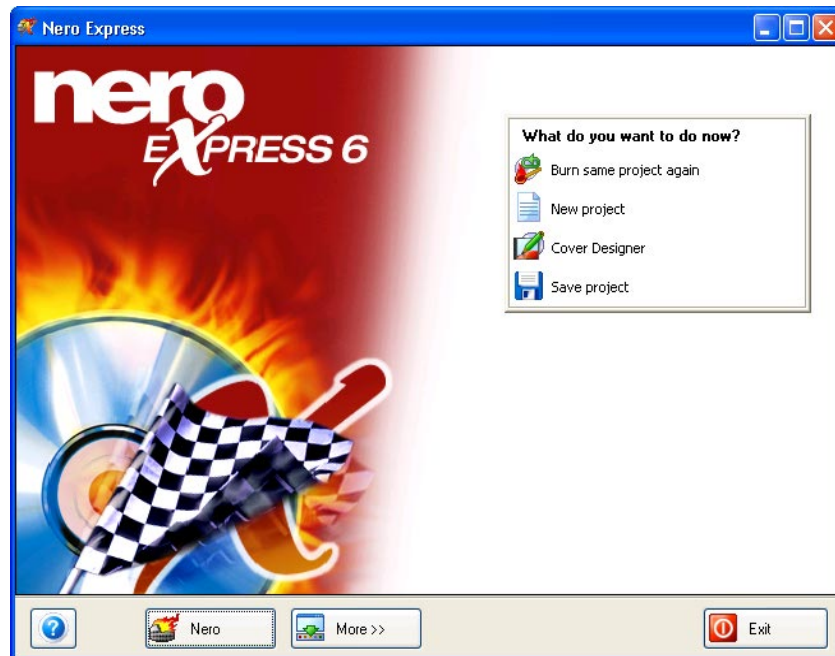 Nero Express
nero
EXPRESS 6
What do you want to do now?
Burn same project again
New project
Cover Designer
Save project
?
Nero
More >>
Exit